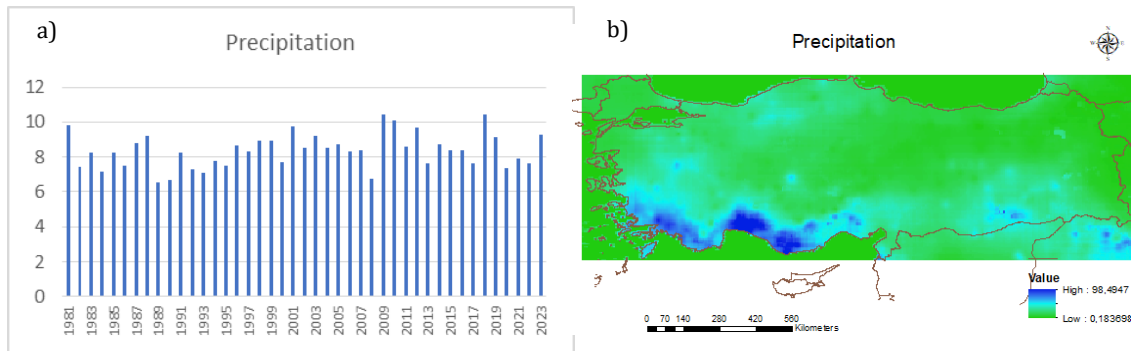 a)
Precipitation
12
10
8
6
4
2
0
1981
1983
1985
1987
1989
1991
1993
1995
1997
1999
2001
2003
2005
2007
2009
2011
2013
2015
2017
2019
2021
2023
b)
Precipitation
N
W E
S
Value
High : 98,4947
Low : 0,183698
0 70 140 280 420 560
Kilometers